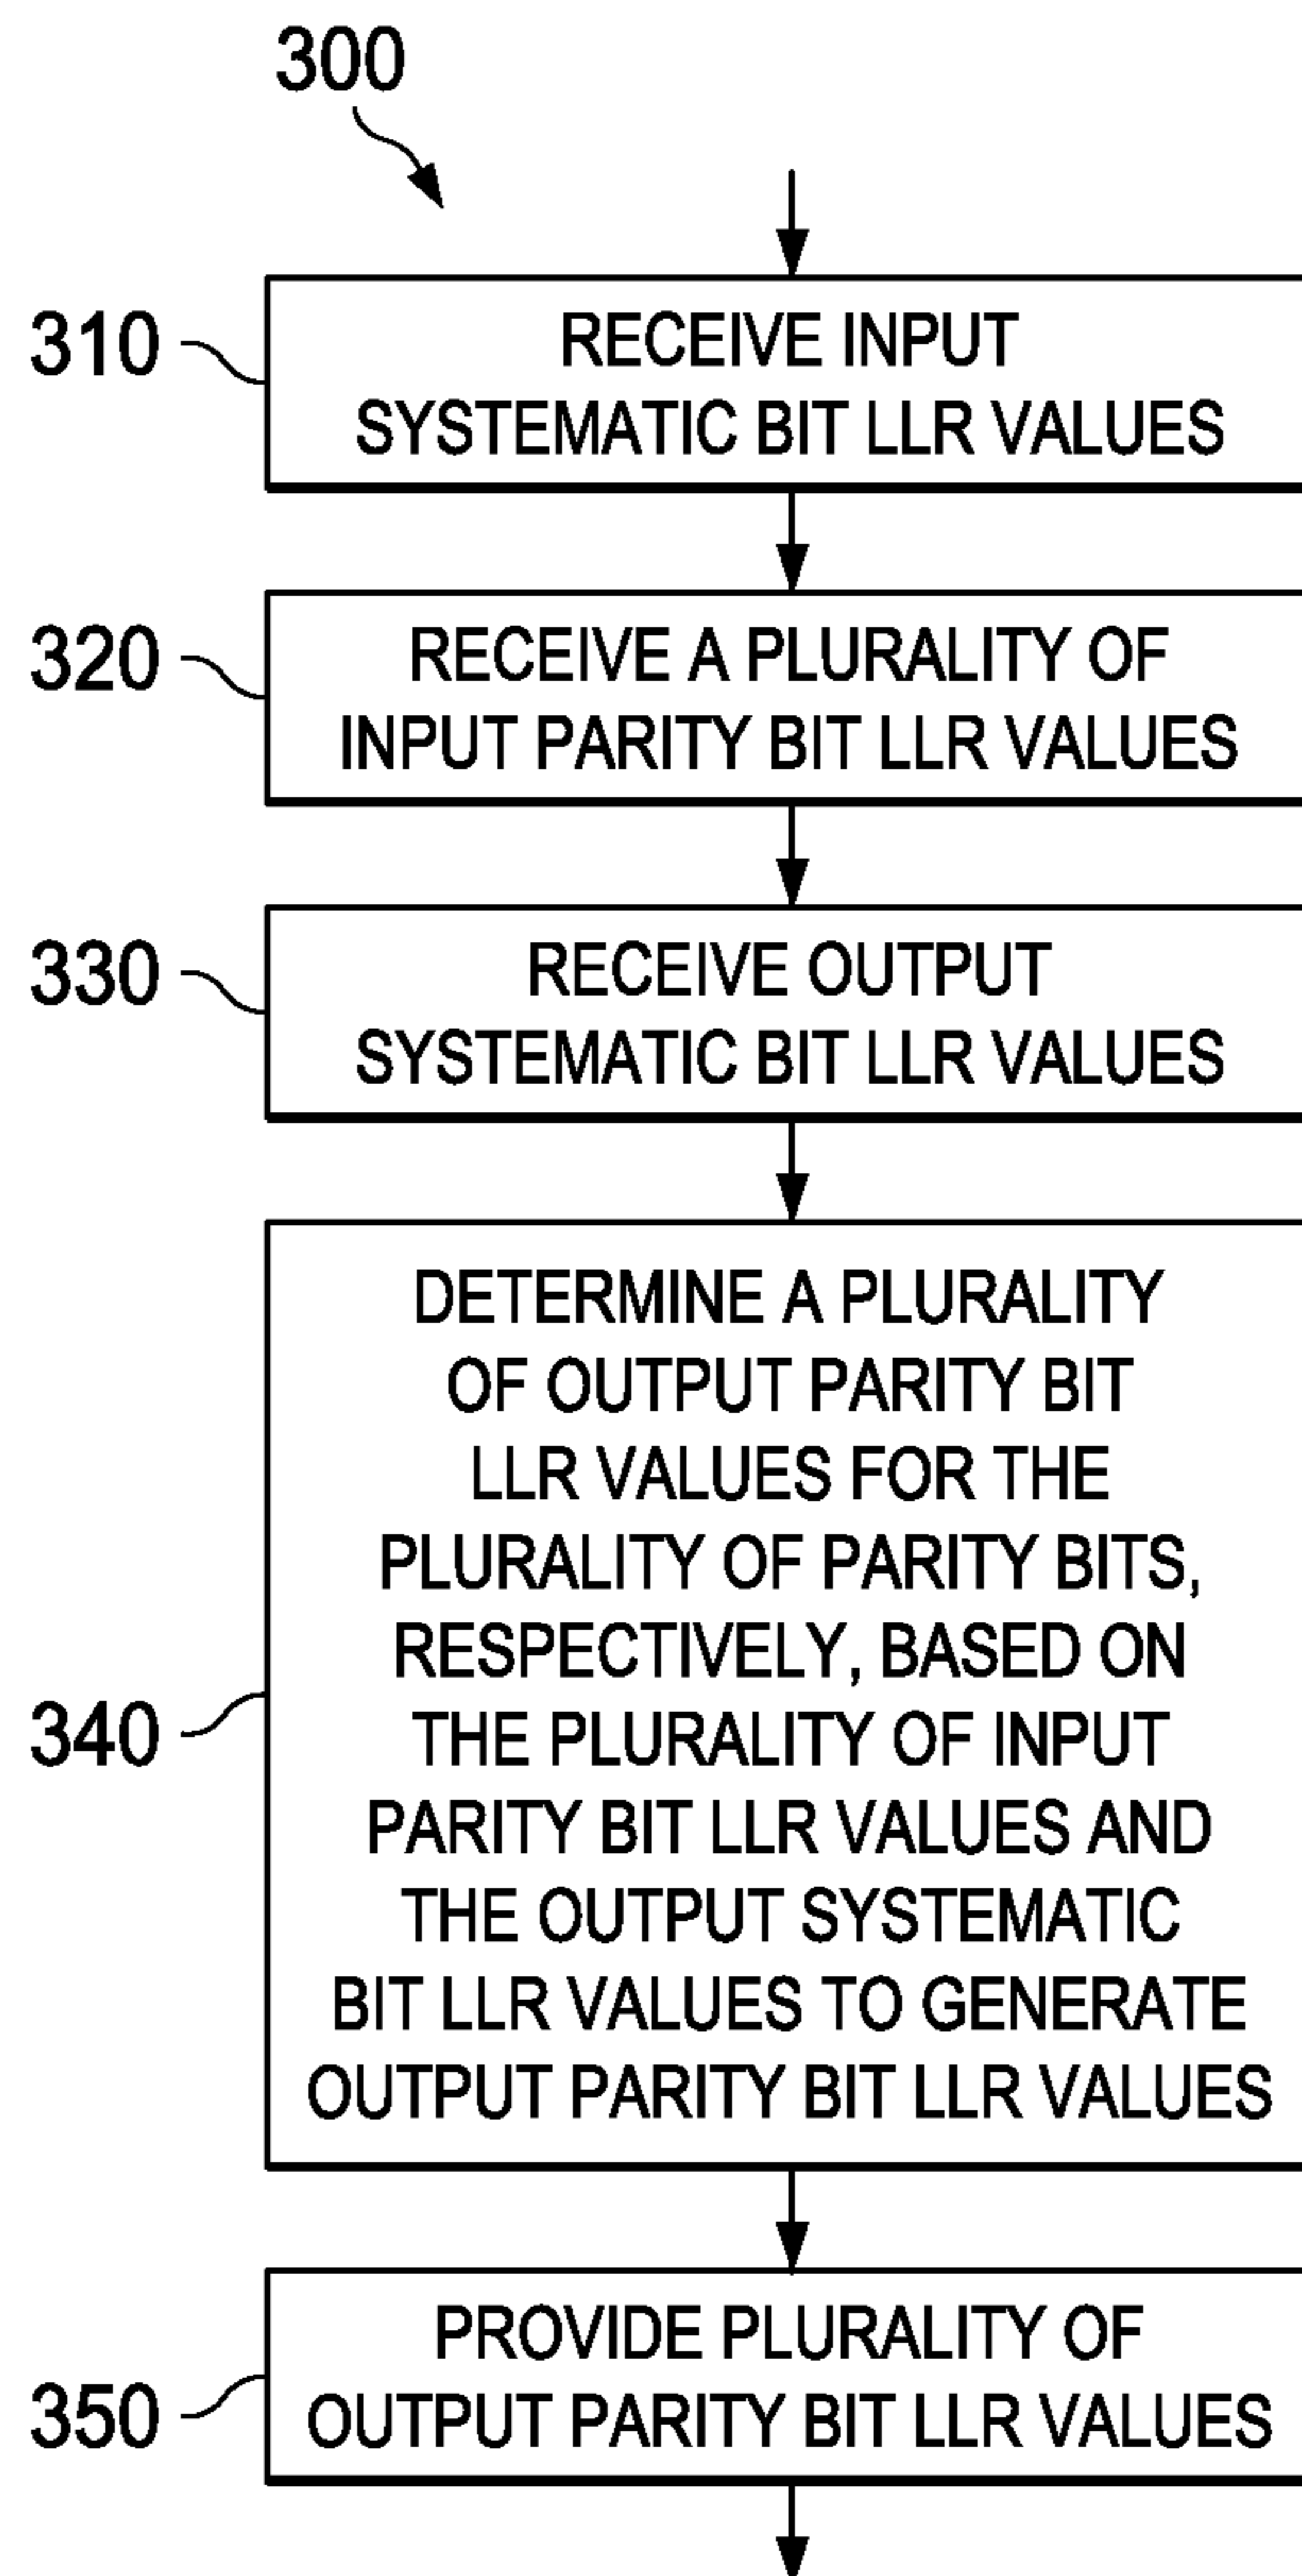 300
310
RECEIVE INPUT
SYSTEMATIC BIT LLR VALUES
320
RECEIVE A PLURALITY OF
INPUT PARITY BIT LLR VALUES
330
RECEIVE OUTPUT
SYSTEMATIC BIT LLR VALUES
340
DETERMINE A PLURALITY
OF OUTPUT PARITY BIT
LLR VALUES FOR THE
PLURALITY OF PARITY BITS,
RESPECTIVELY, BASED ON
THE PLURALITY OF INPUT
PARITY BIT LLR VALUES AND
THE OUTPUT SYSTEMATIC
BIT LLR VALUES TO GENERATE
OUTPUT PARITY BIT LLR VALUES
350
PROVIDE PLURALITY OF
OUTPUT PARITY BIT LLR VALUES